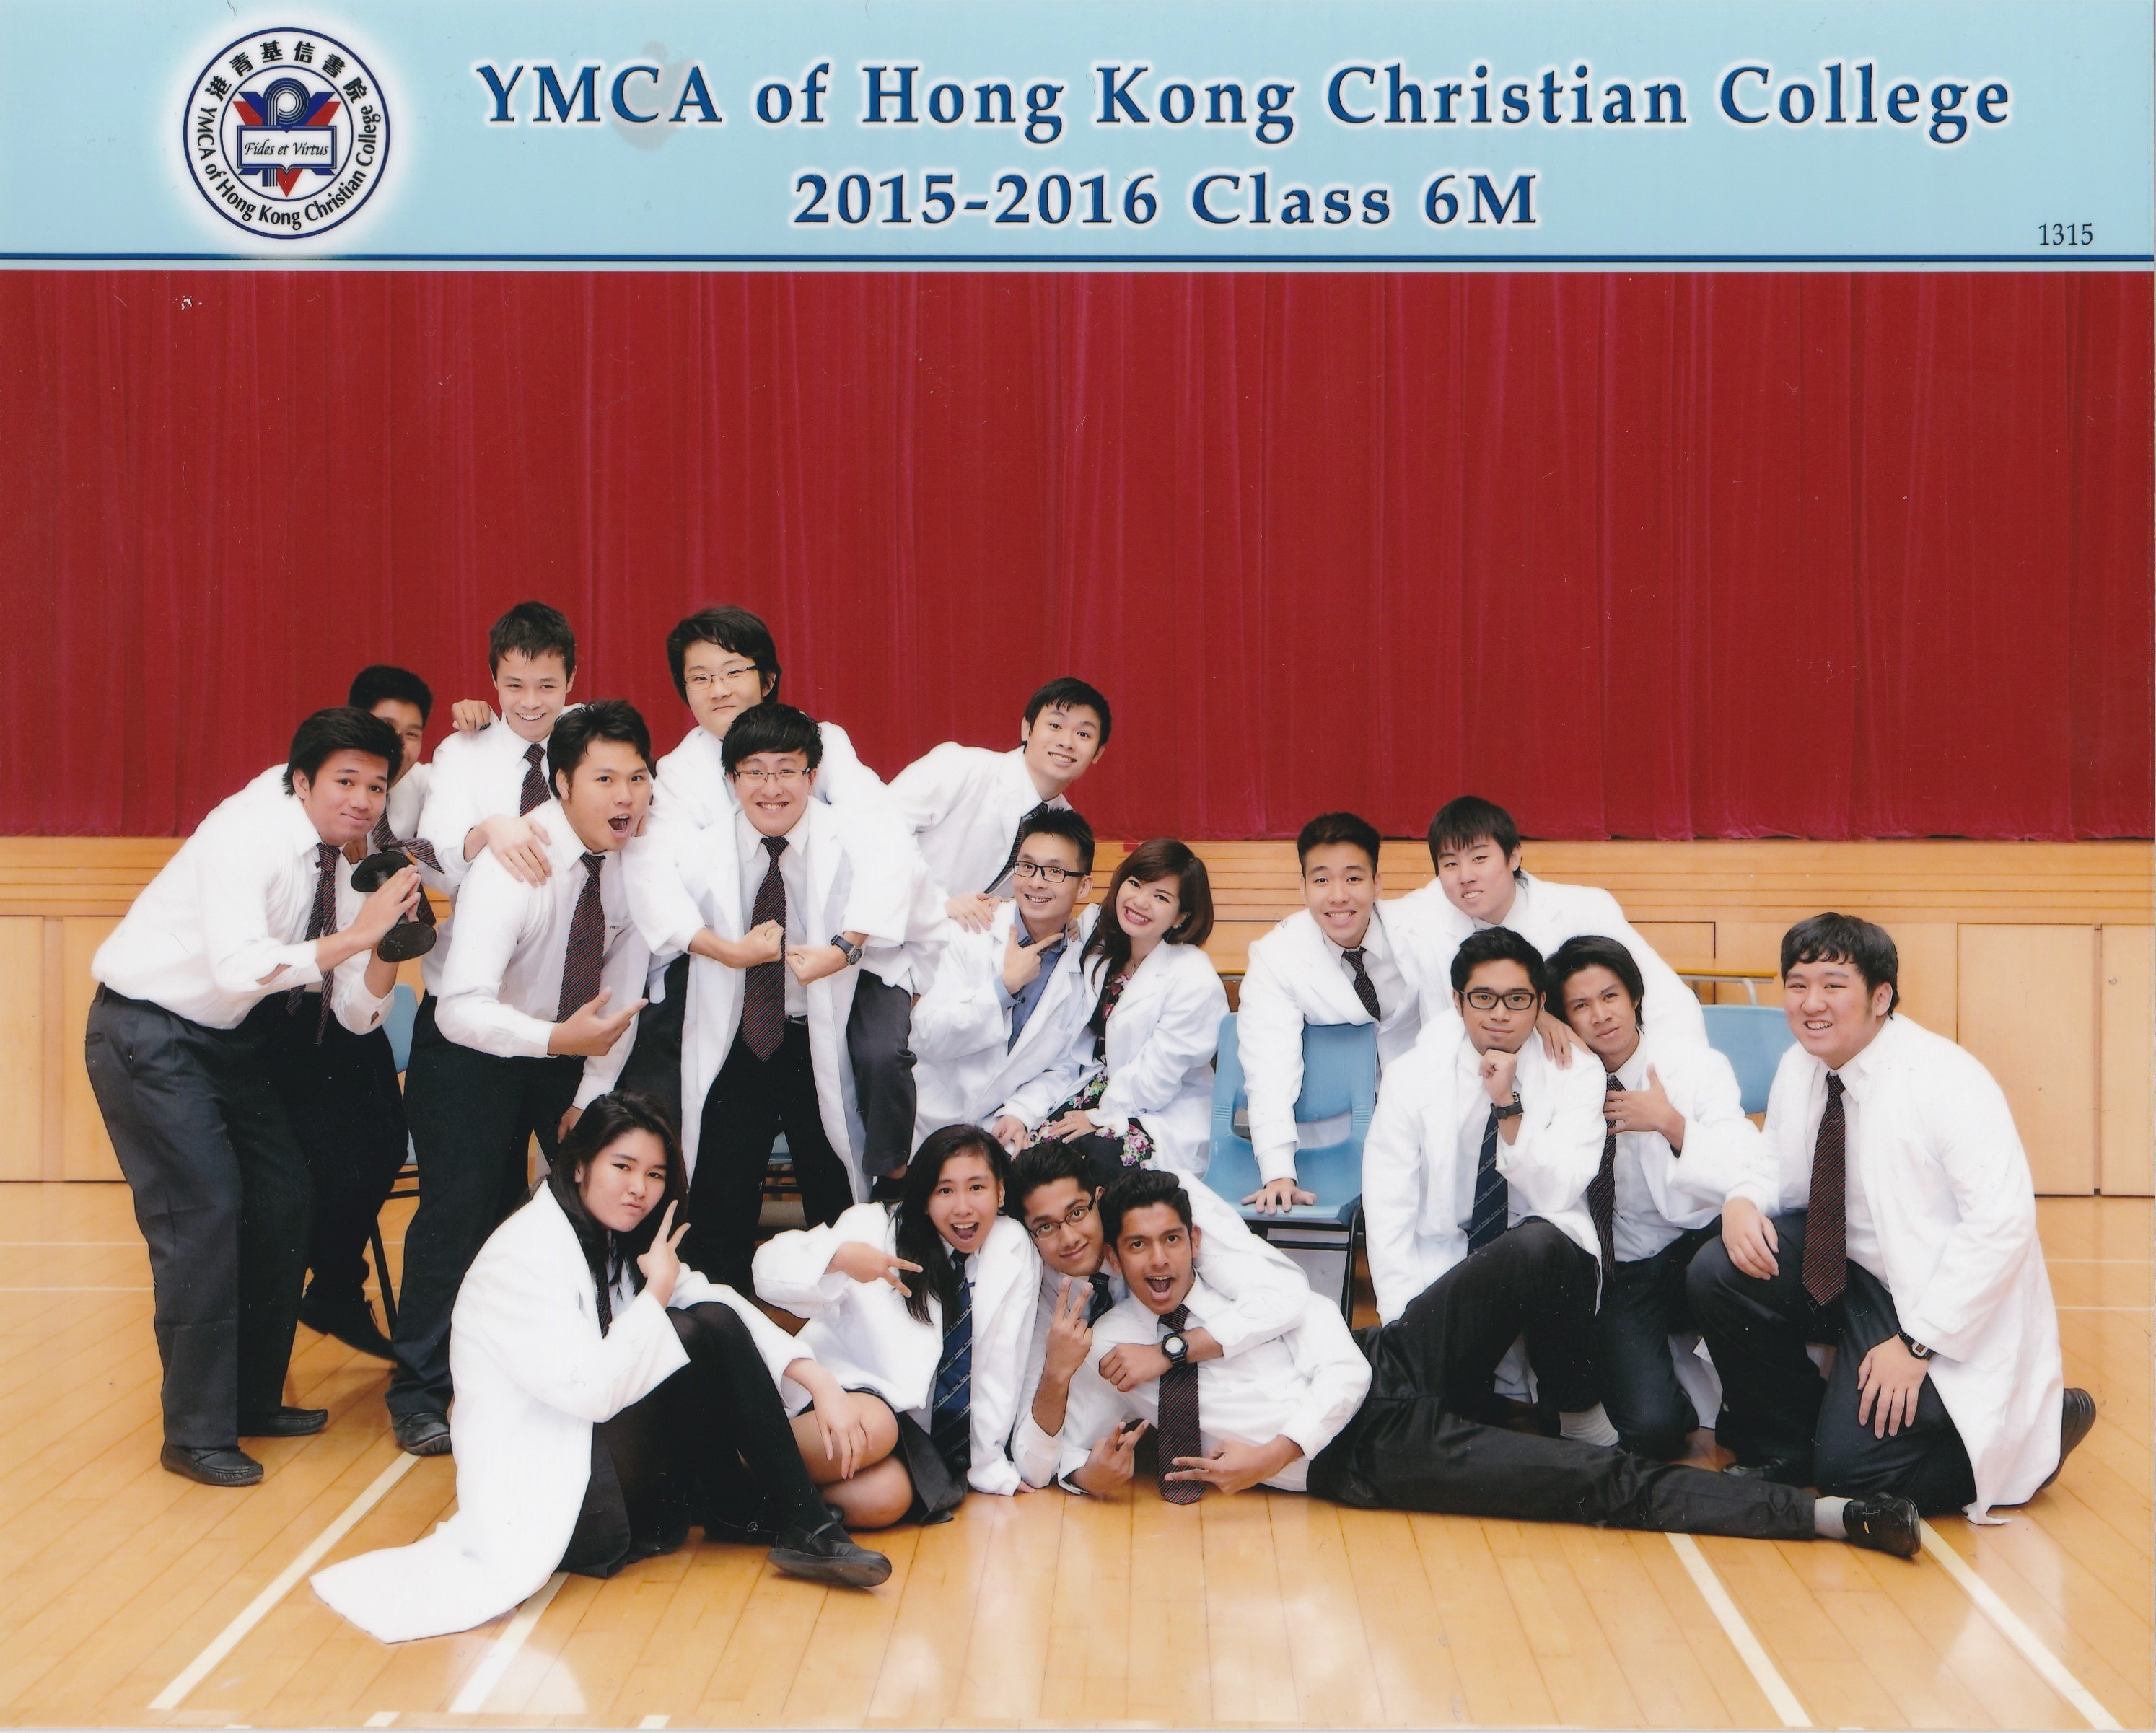 港青基信書院
YMCA of Hong Kong Christian College
Fides et Virtus
YMCA of Hong Kong Christian College
2015-2016 Class 6M
1315